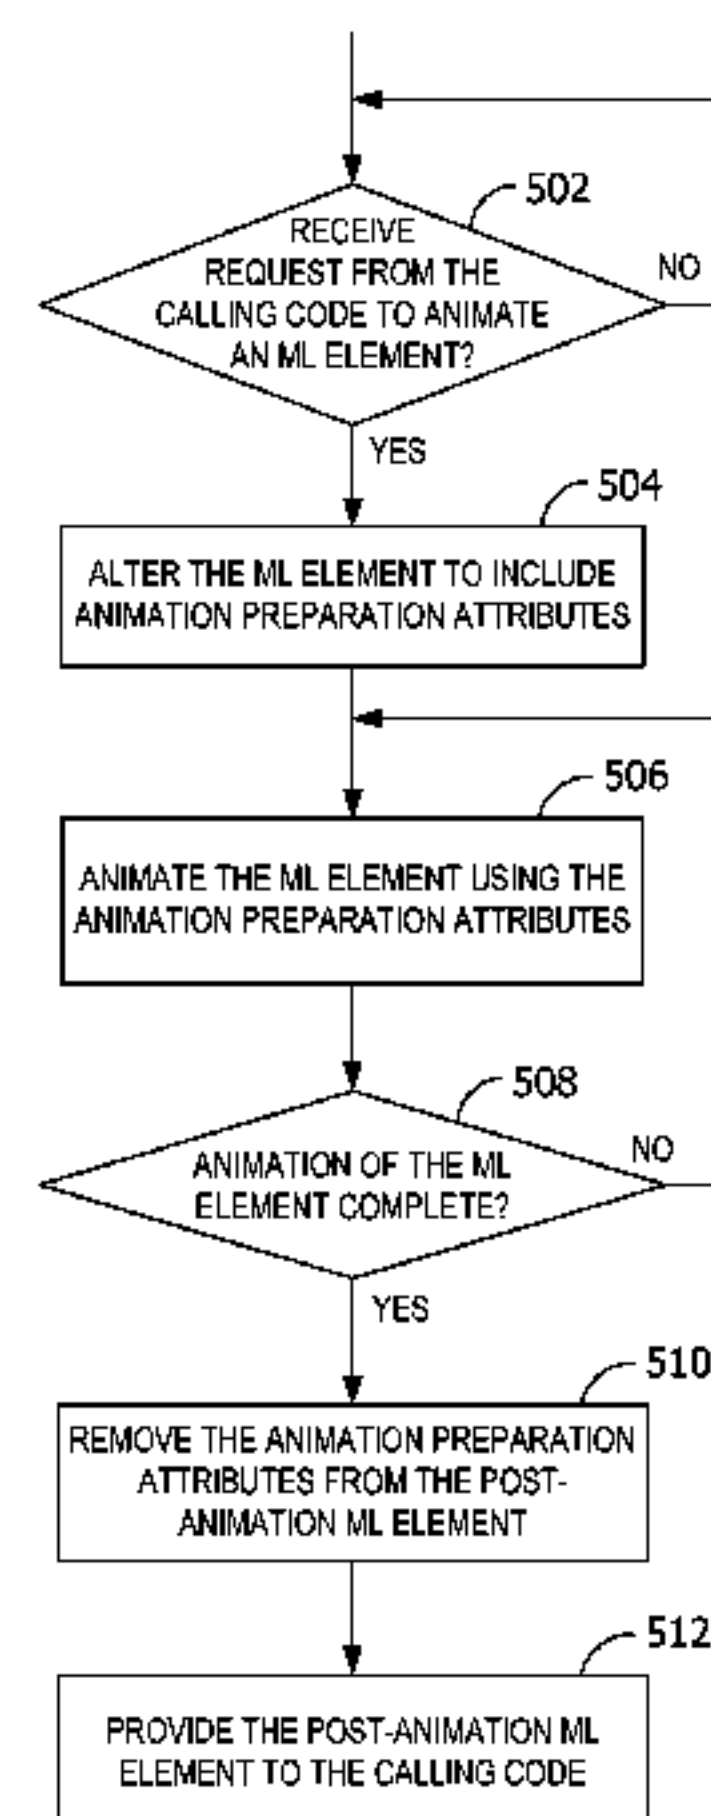 502
RECEIVE
REQUEST FROM THE
CALLING CODE TO ANIMATE
AN ML ELEMENT?
NO
YES
504
ALTER THE ML ELEMENT TO INCLUDE
ANIMATION PREPARATION ATTRIBUTES
506
ANIMATE THE ML ELEMENT USING THE
ANIMATION PREPARATION ATTRIBUTES
508
ANIMATION OF THE ML
ELEMENT COMPLETE?
NO
YES
510
REMOVE THE ANIMATION PREPARATION
ATTRIBUTES FROM THE POST-
ANIMATION ML ELEMENT
512
PROVIDE THE POST-ANIMATION ML
ELEMENT TO THE CALLING CODE